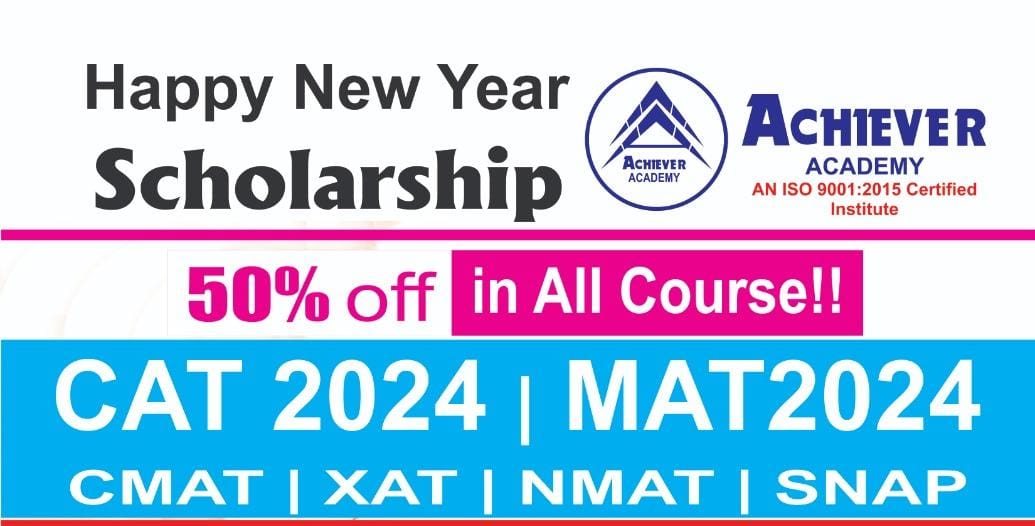 Happy New Year
Scholarship
ACHIEVER
ACADEMY
ACH1EVER
ACADEMY
AN ISO 9001:2015 Certified
Institute
50% off in All Course!!
CAT 2024 | MAT2024
CMAT | XAT | NMAT | SNAP